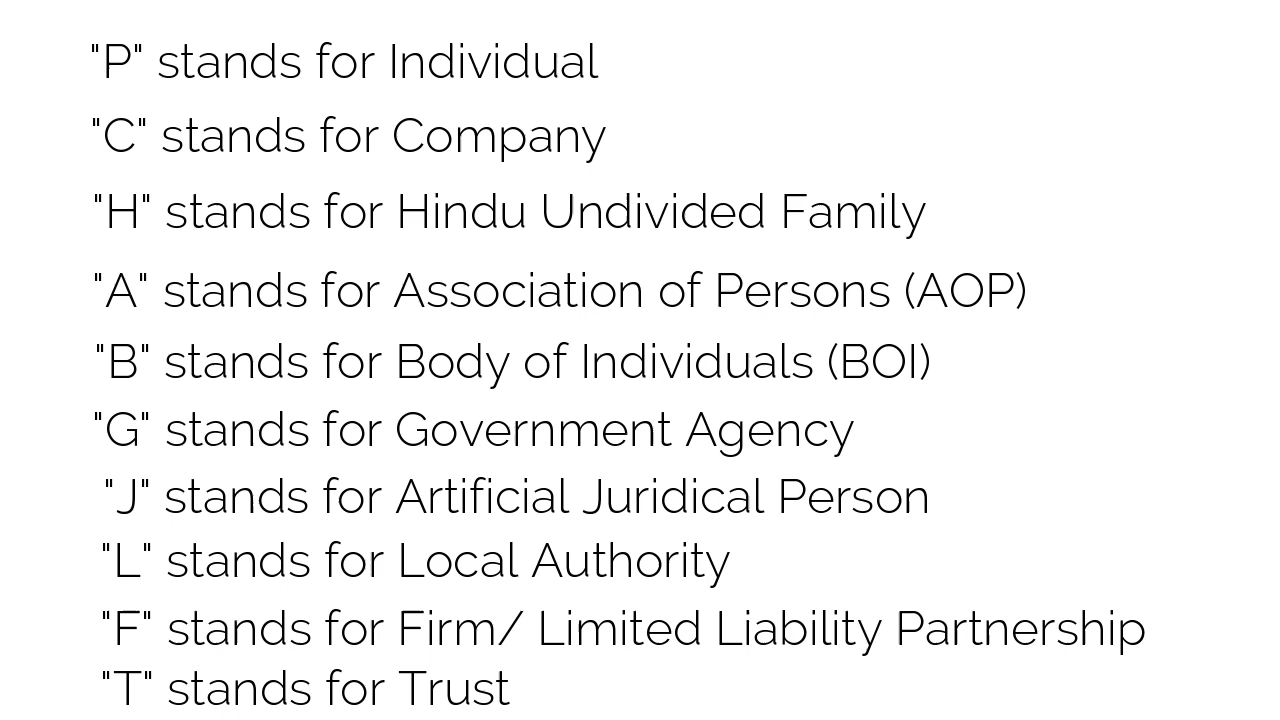 "P" stands for Individual
"C" stands for Company
"H" stands for Hindu Undivided Family
"A" stands for Association of Persons (AOP)
"B" stands for Body of Individuals (BOI)
"G" stands for Government Agency
"J" stands for Artificial Juridical Person
"L" stands for Local Authority
"F" stands for Firm/ Limited Liability Partnership
"T" stands for Trust